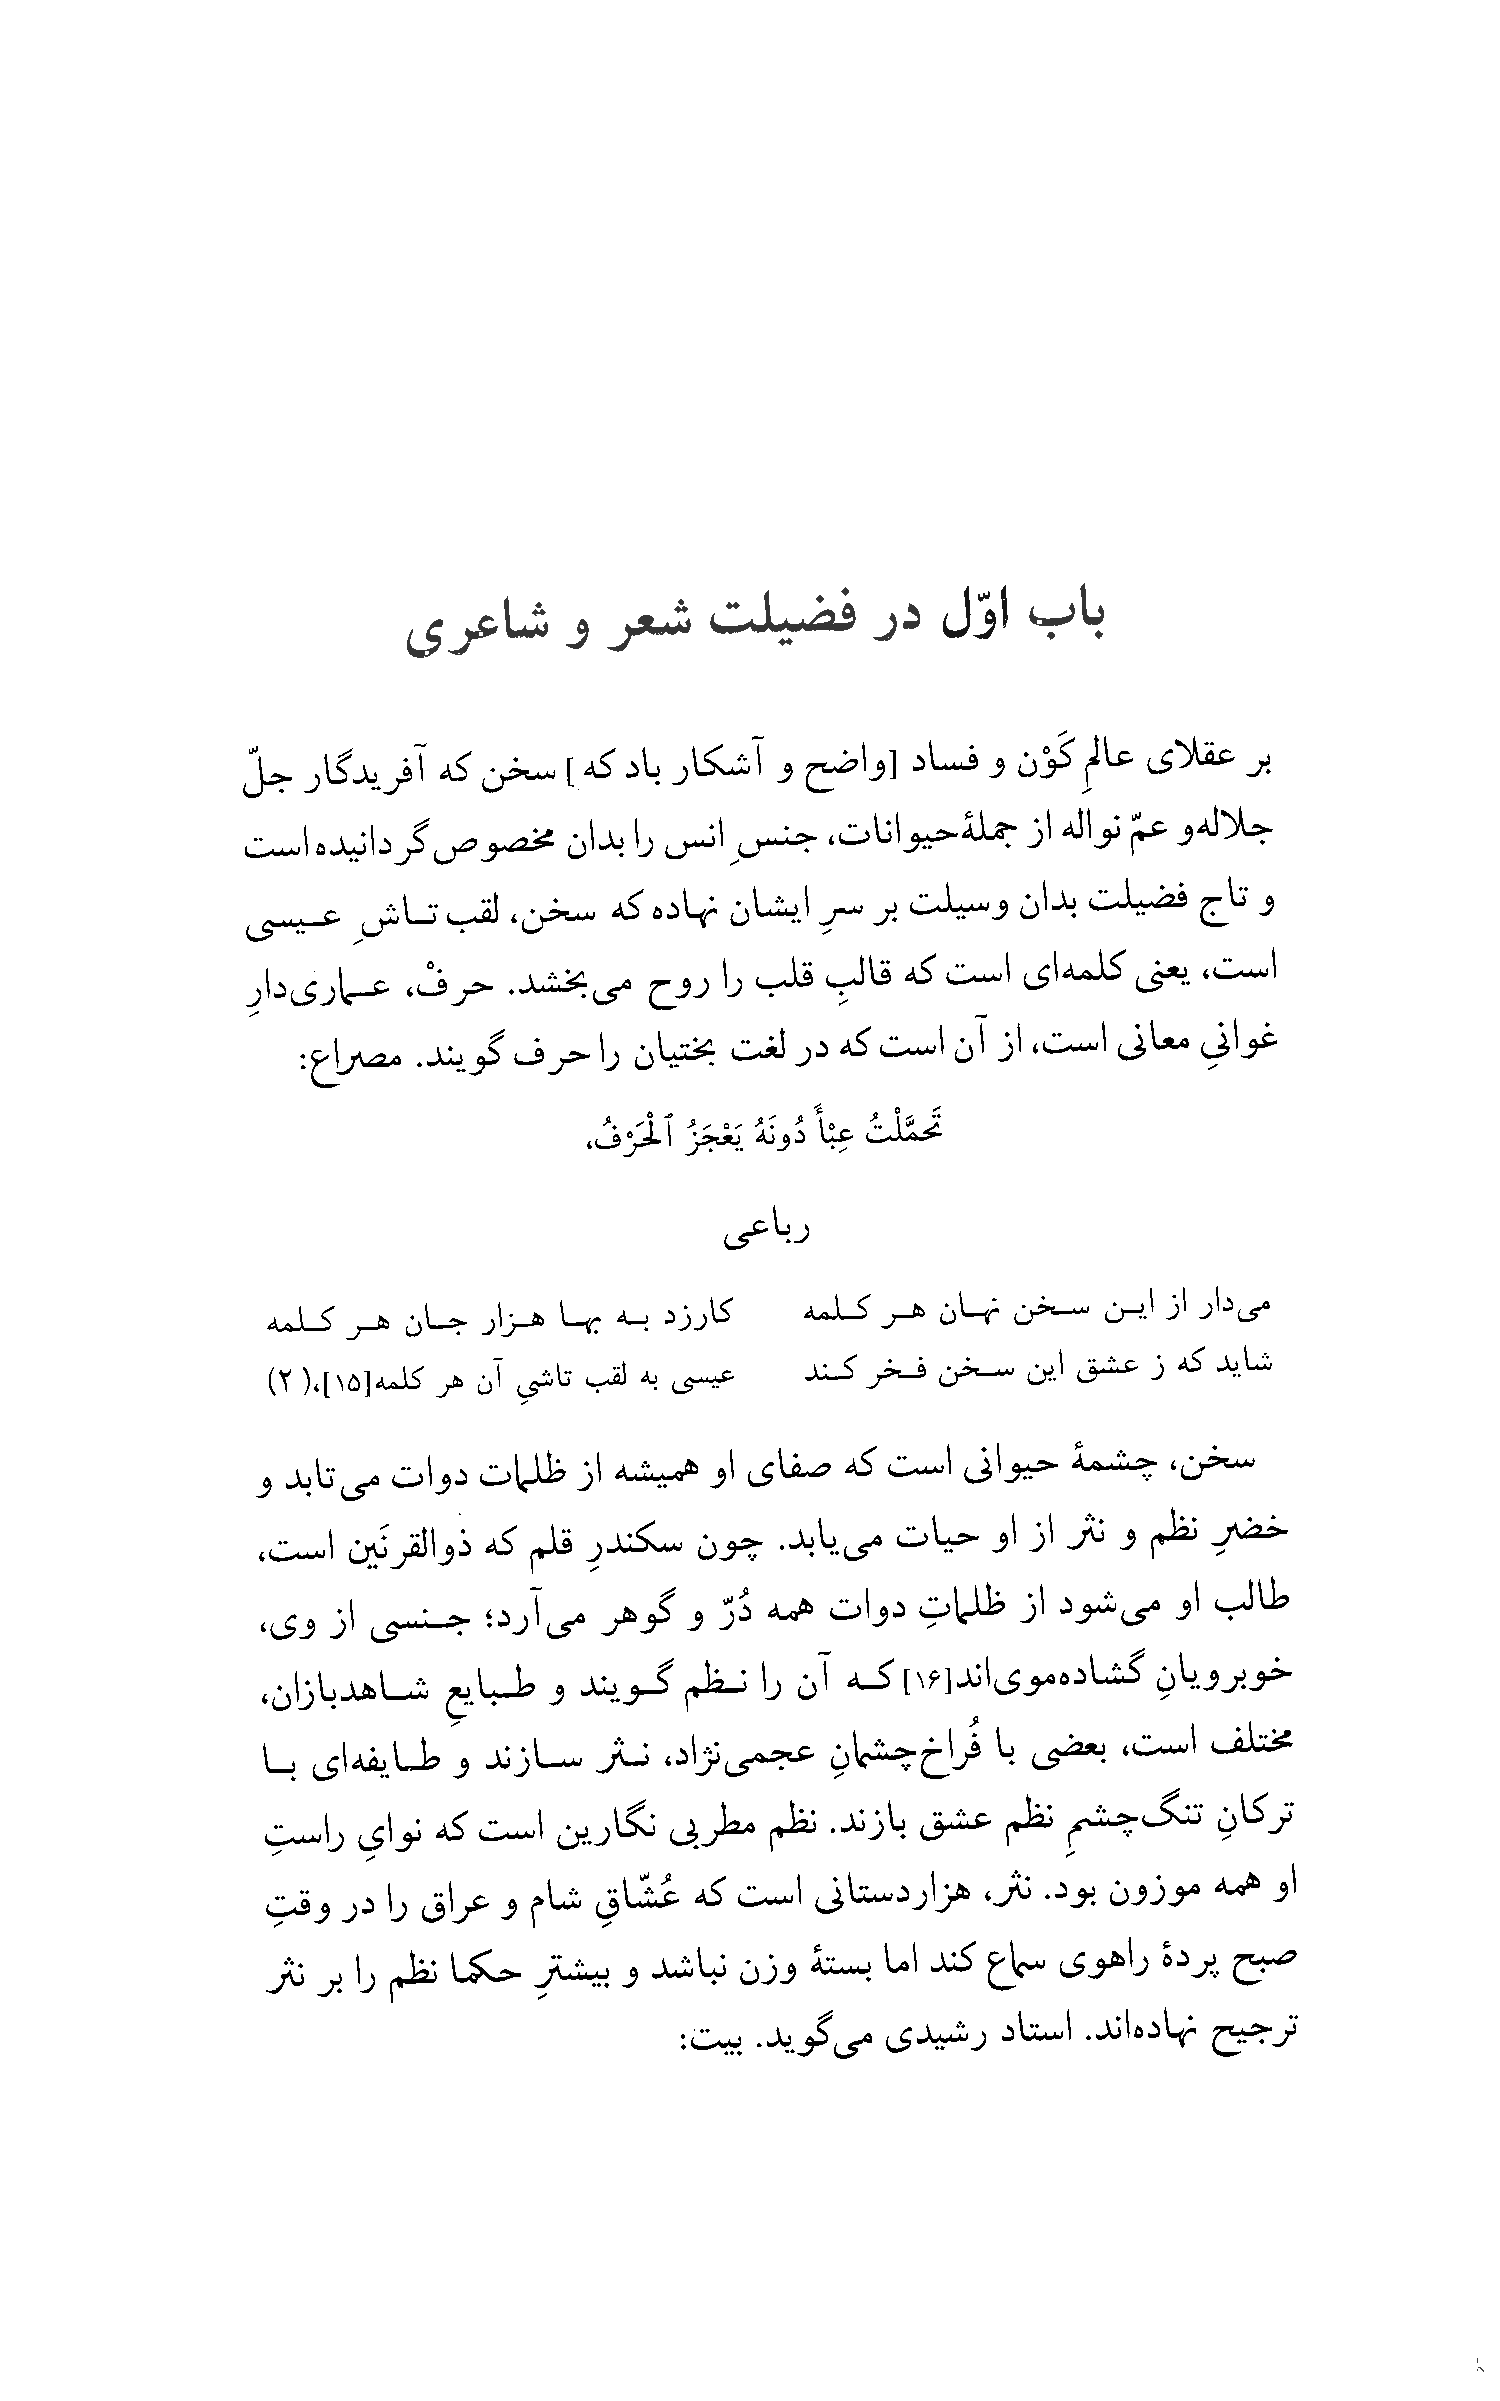 باب اوّل در فضیلت شعر و شاعری
بر عقلای عالمِ کَوْن و فساد [واضح و آشکار باد که] سخن که آفریدگار جلّ
جلاله‌و عمّ نواله از جملهٔ‌حیوانات، جنسِ انس را بدان مخصوص گردانیده‌است
و تاج فضیلت بدان وسیلت بر سرِ ایشان نهاده که سخن، لقب تاشِ عیسی
است، یعنی کلمه‌ای است که قالبِ قلب را روح می‌بخشد. حرفْ، عماری‌دارِ
غوانیِ معانی است، از آن است که در لغت بختیان را حرف گویند. مصراع:
تَحَمَّلْتُ عِبْأً دُونَهُ یَعْجَزُ ٱلْحَرْفُ،
رباعی
می‌دار از این سخن نهان هر کلمه کارزد به بها هزار جان هر کلمه
شاید که ز عشق این سخن فخر کند عیسی به لقب تاشیِ آن هر کلمه[۱۵]،(۲)
سخن، چشمهٔ حیوانی است که صفای او همیشه از ظلمات دوات می‌تابد و
خضرِ نظم و نثر از او حیات می‌یابد. چون سکندرِ قلم که ذوالقرنَین است،
طالب او می‌شود از ظلماتِ دوات همه دُرّ و گوهر می‌آرد؛ جنسی از وی،
خوبرویانِ گشاده‌موی‌اند[۱۶] که آن را نظم گویند و طبایعِ شاهدبازان،
مختلف است، بعضی با فُراخ‌چشمانِ عجمی‌نژاد، نثر سازند و طایفه‌ای با
ترکانِ تنگ‌چشمِ نظم عشق بازند. نظم مطربی نگارین است که نوایِ راستِ
او همه موزون بود. نثر، هزاردستانی است که عُشّاقِ شام و عراق را در وقتِ
صبح پردهٔ راهوی سماع کند اما بستهٔ وزن نباشد و بیشترِ حکما نظم را بر نثر
ترجیح نهاده‌اند. استاد رشیدی می‌گوید. بیت: